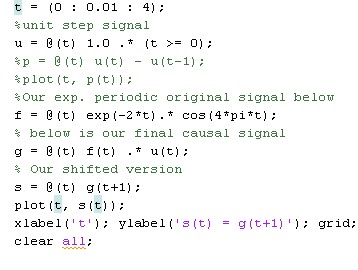 t = (0 : 0.01 : 4);
%unit step signal
u = @(t) 1.0 .* (t >= 0);
%p = @(t) u(t) - u(t-1);
%plot(t, p(t));
%Our exp. periodic original signal below
f = @(t) exp(-2*t).* cos(4*pi*t);
% below is our final causal signal
g = @(t) f(t) .* u(t);
% Our shifted version
s = @(t) g(t+1);
plot(t, s(t));
xlabel('t'); ylabel('s(t) = g(t+1)'); grid;
clear all;